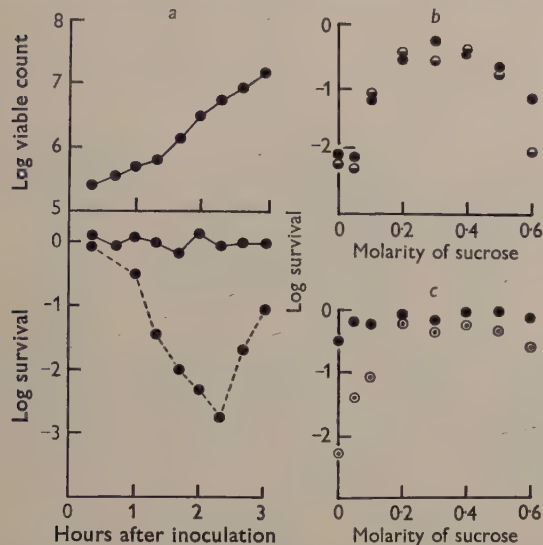 a
8
7
6
5
Log viable count
0
−1
−2
−3
Log survival
0 1 2 3
Hours after inoculation
b
-0
-1
-2
0 0·2 0·4 0·6
Molarity of sucrose
Log survival
c
-0
-1
-2
0 0·2 0·4 0·6
Molarity of sucrose